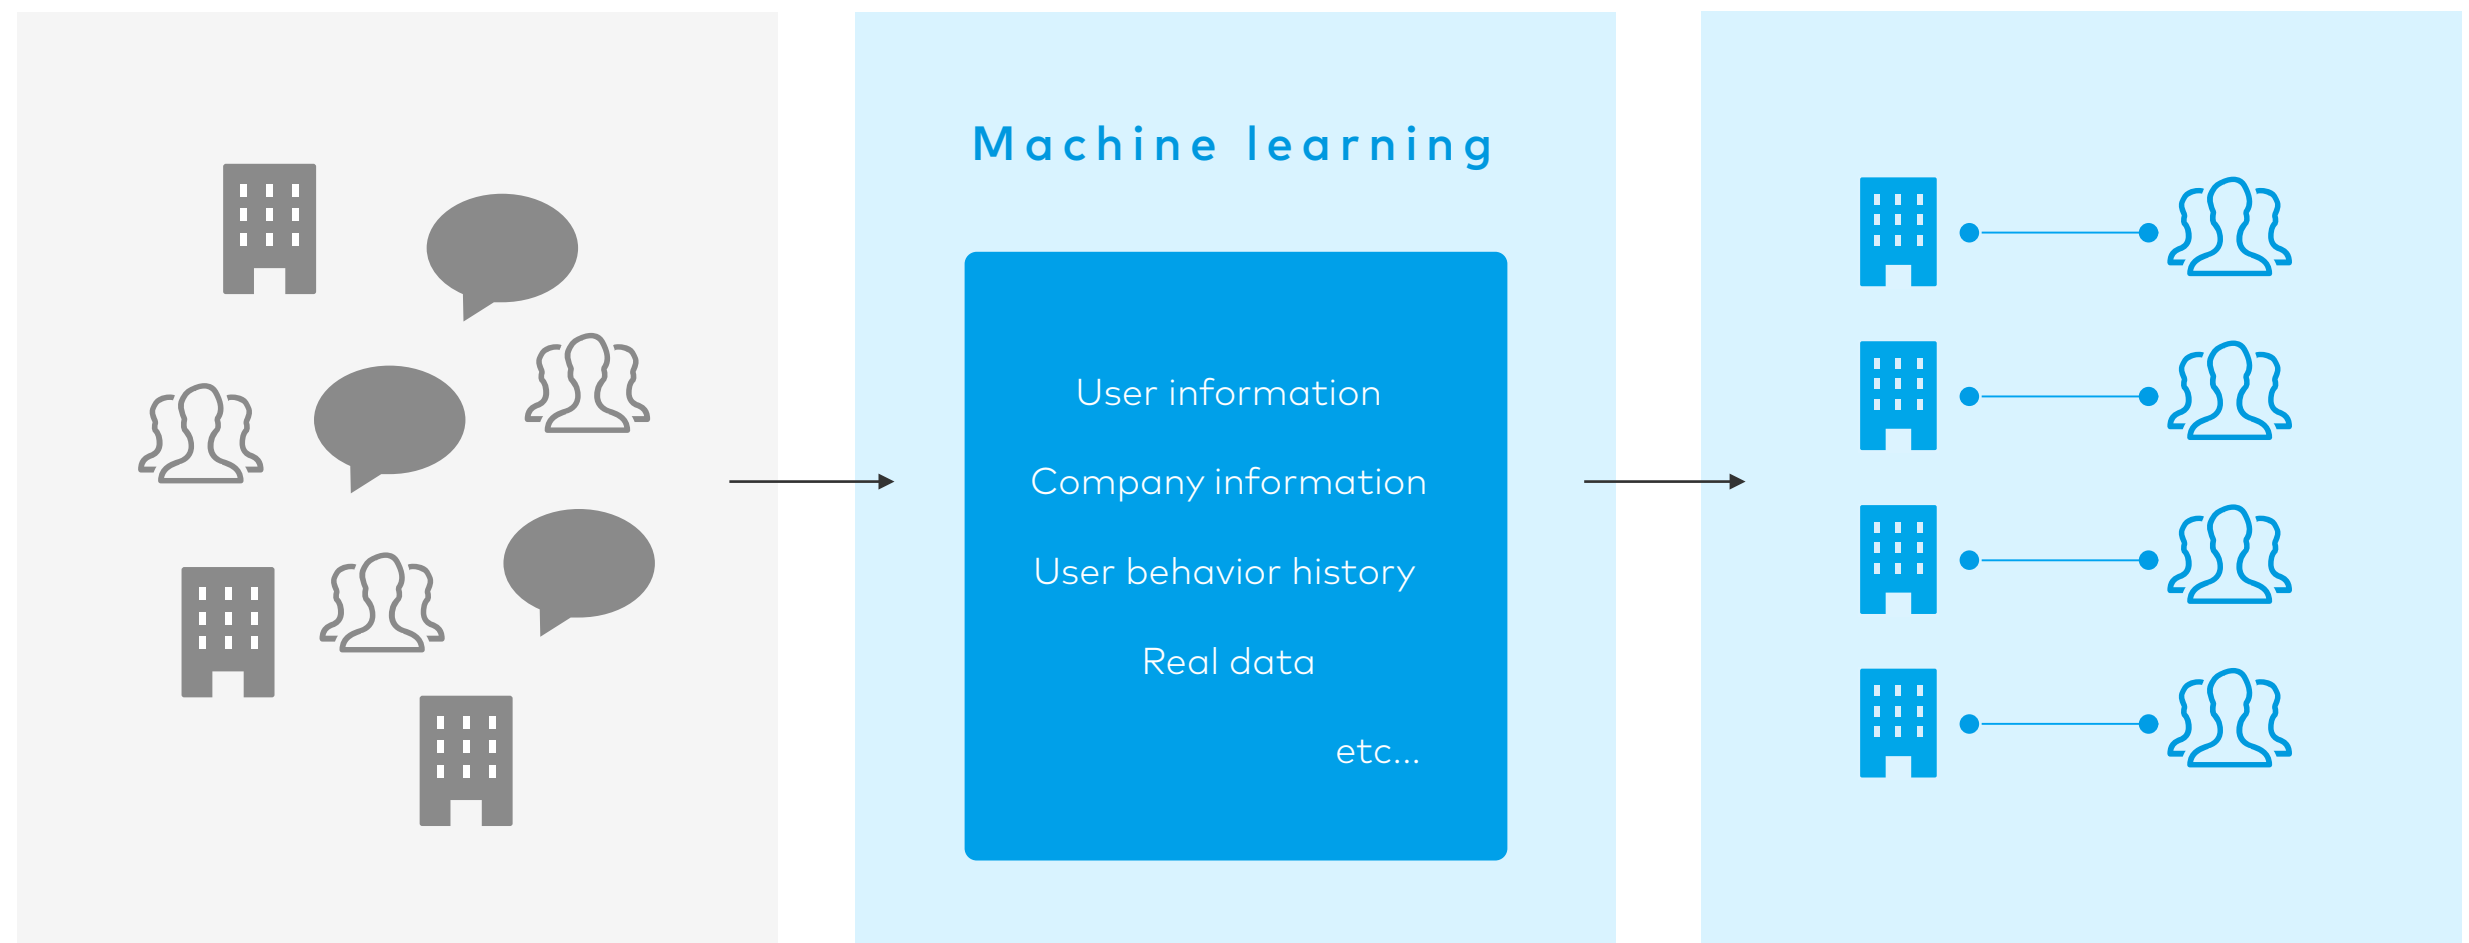 Machine learning
User information
Company information
User behavior history
Real data
etc...